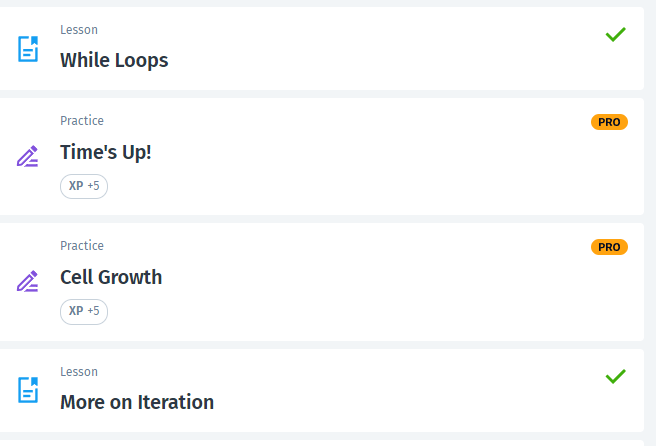 Lesson
While Loops
Practice
PRO
Time's Up!
XP +5
Practice
PRO
Cell Growth
XP +5
Lesson
More on Iteration